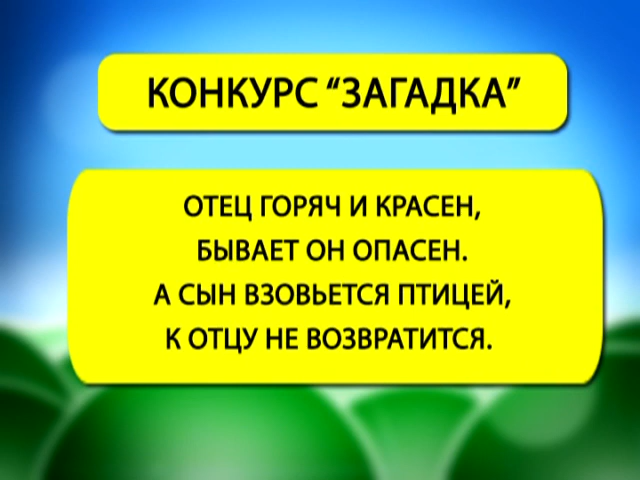 КОНКУРС “ЗАГАДКА”
ОТЕЦ ГОРЯЧ И КРАСЕН,
БЫВАЕТ ОН ОПАСЕН.
А СЫН ВЗОВЬЕТСЯ ПТИЦЕЙ,
К ОТЦУ НЕ ВОЗВРАТИТСЯ.